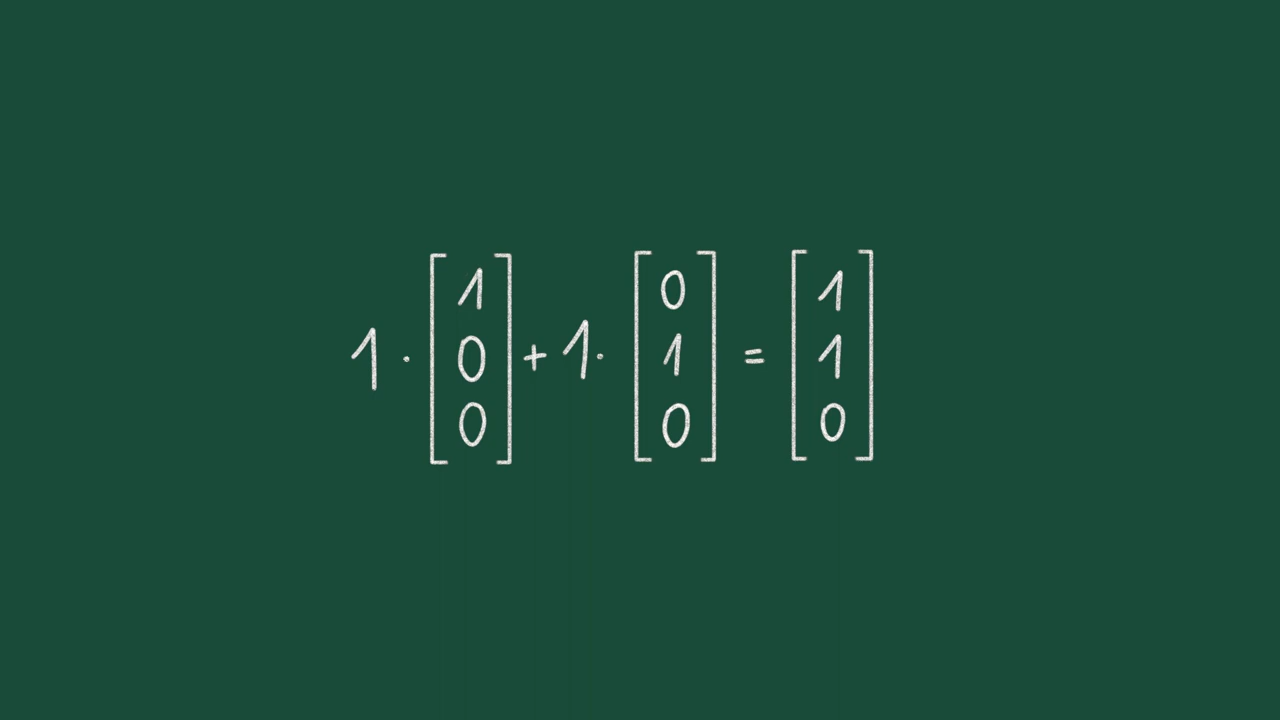 1 · [1 0 0] + 1 · [0 1 0] = [1 1 0]